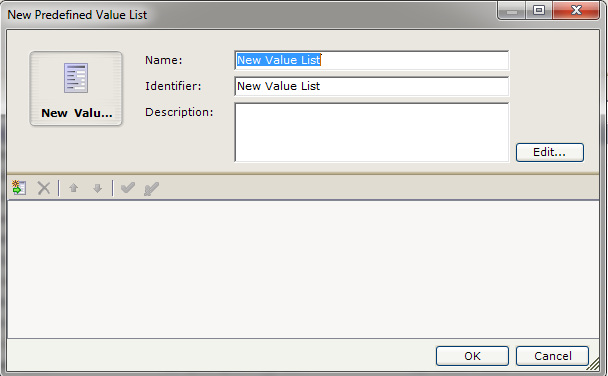 New Predefined Value List
Name:
New Value List
New Valu...
Identifier:
New Value List
Description:
Edit...
OK
Cancel